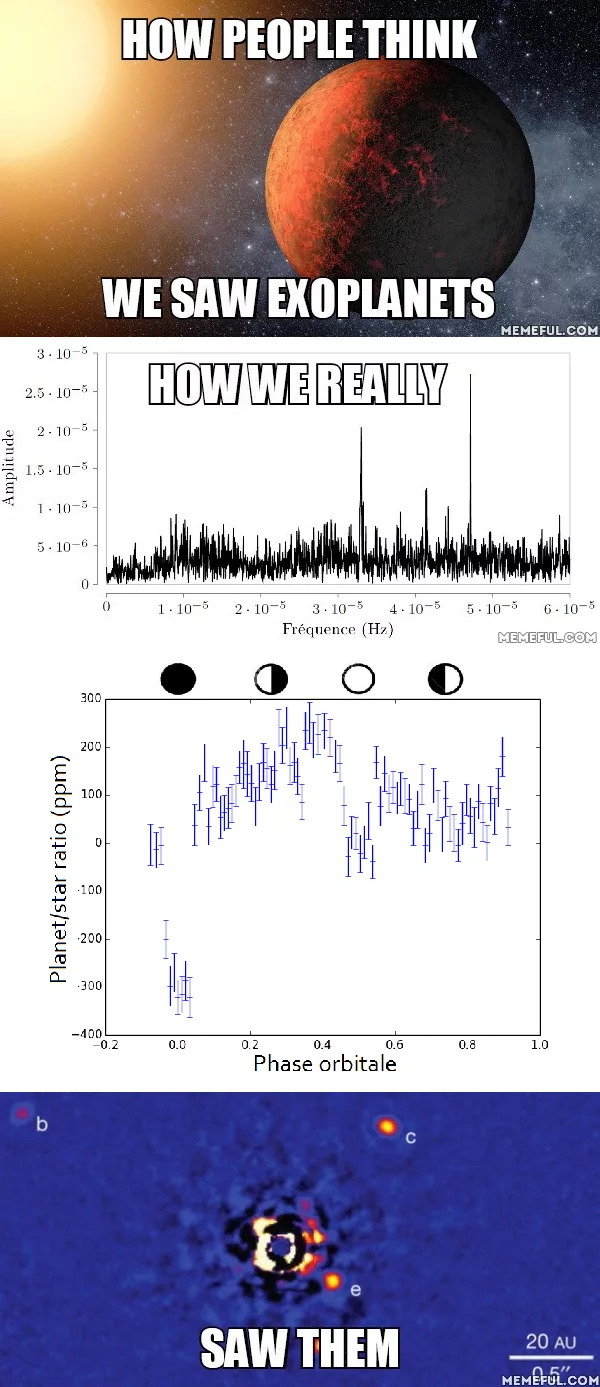 HOW PEOPLE THINK
WE SAW EXOPLANETS
MEMEFUL.COM
HOW WE REALLY
Amplitude
3 · 10⁻⁵
2.5 · 10⁻⁵
2 · 10⁻⁵
1.5 · 10⁻⁵
1 · 10⁻⁵
5 · 10⁻⁶
0
0 1 · 10⁻⁵ 2 · 10⁻⁵ 3 · 10⁻⁵ 4 · 10⁻⁵ 5 · 10⁻⁵ 6 · 10⁻⁵
Fréquence (Hz)
MEMEFUL.COM
Planet/star ratio (ppm)
300
200
100
0
-100
-200
-300
-400
-0.2 0.0 0.2 0.4 0.6 0.8 1.0
Phase orbitale
b
c
e
SAW THEM
20 AU
0.5″
MEMEFUL.COM